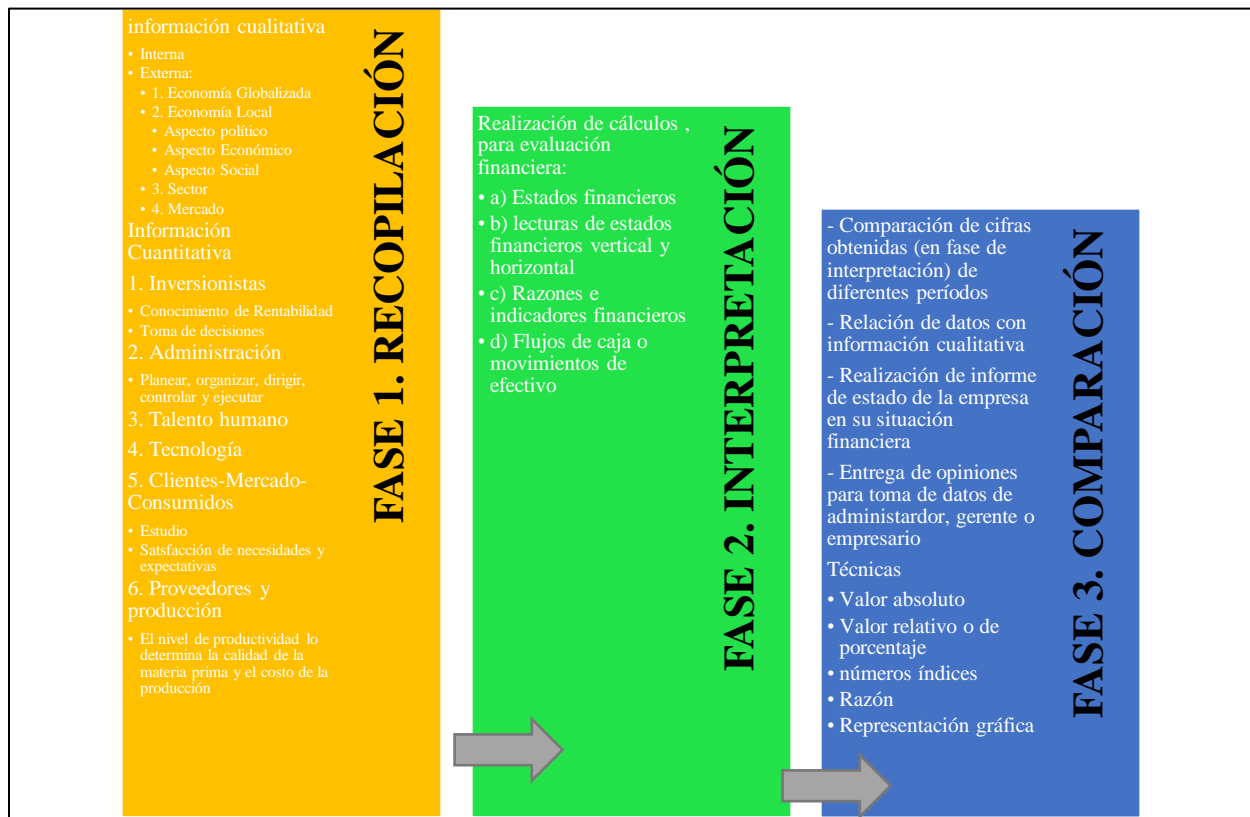 información cualitativa
• Interna
• Externa:
• 1. Economía Globalizada
• 2. Economía Local
• Aspecto político
• Aspecto Económico
• Aspecto Social
• 3. Sector
• 4. Mercado
Información
Cuantitativa
1. Inversionistas
• Conocimiento de Rentabilidad
• Toma de decisiones
2. Administración
• Planear, organizar, dirigir,
controlar y ejecutar
3. Talento humano
4. Tecnología
5. Clientes-Mercado-
Consumidos
• Estudio
• Satisfacción de necesidades y
expectativas
6. Proveedores y
producción
• El nivel de productividad lo
determina la calidad de la
materia prima y el costo de la
producción
FASE 1. RECOPILACIÓN
Realización de cálculos ,
para evaluación
financiera:
• a) Estados financieros
• b) lecturas de estados
financieros vertical y
horizontal
• c) Razones e
indicadores financieros
• d) Flujos de caja o
movimientos de
efectivo
FASE 2. INTERPRETACIÓN
- Comparación de cifras
obtenidas (en fase de
interpretación) de
diferentes períodos
- Relación de datos con
información cualitativa
- Realización de informe
de estado de la empresa
en su situación
financiera
- Entrega de opiniones
para toma de datos de
administardor, gerente o
empresario
Técnicas
• Valor absoluto
• Valor relativo o de
porcentaje
• números índices
• Razón
• Representación gráfica
FASE 3. COMPARACIÓN